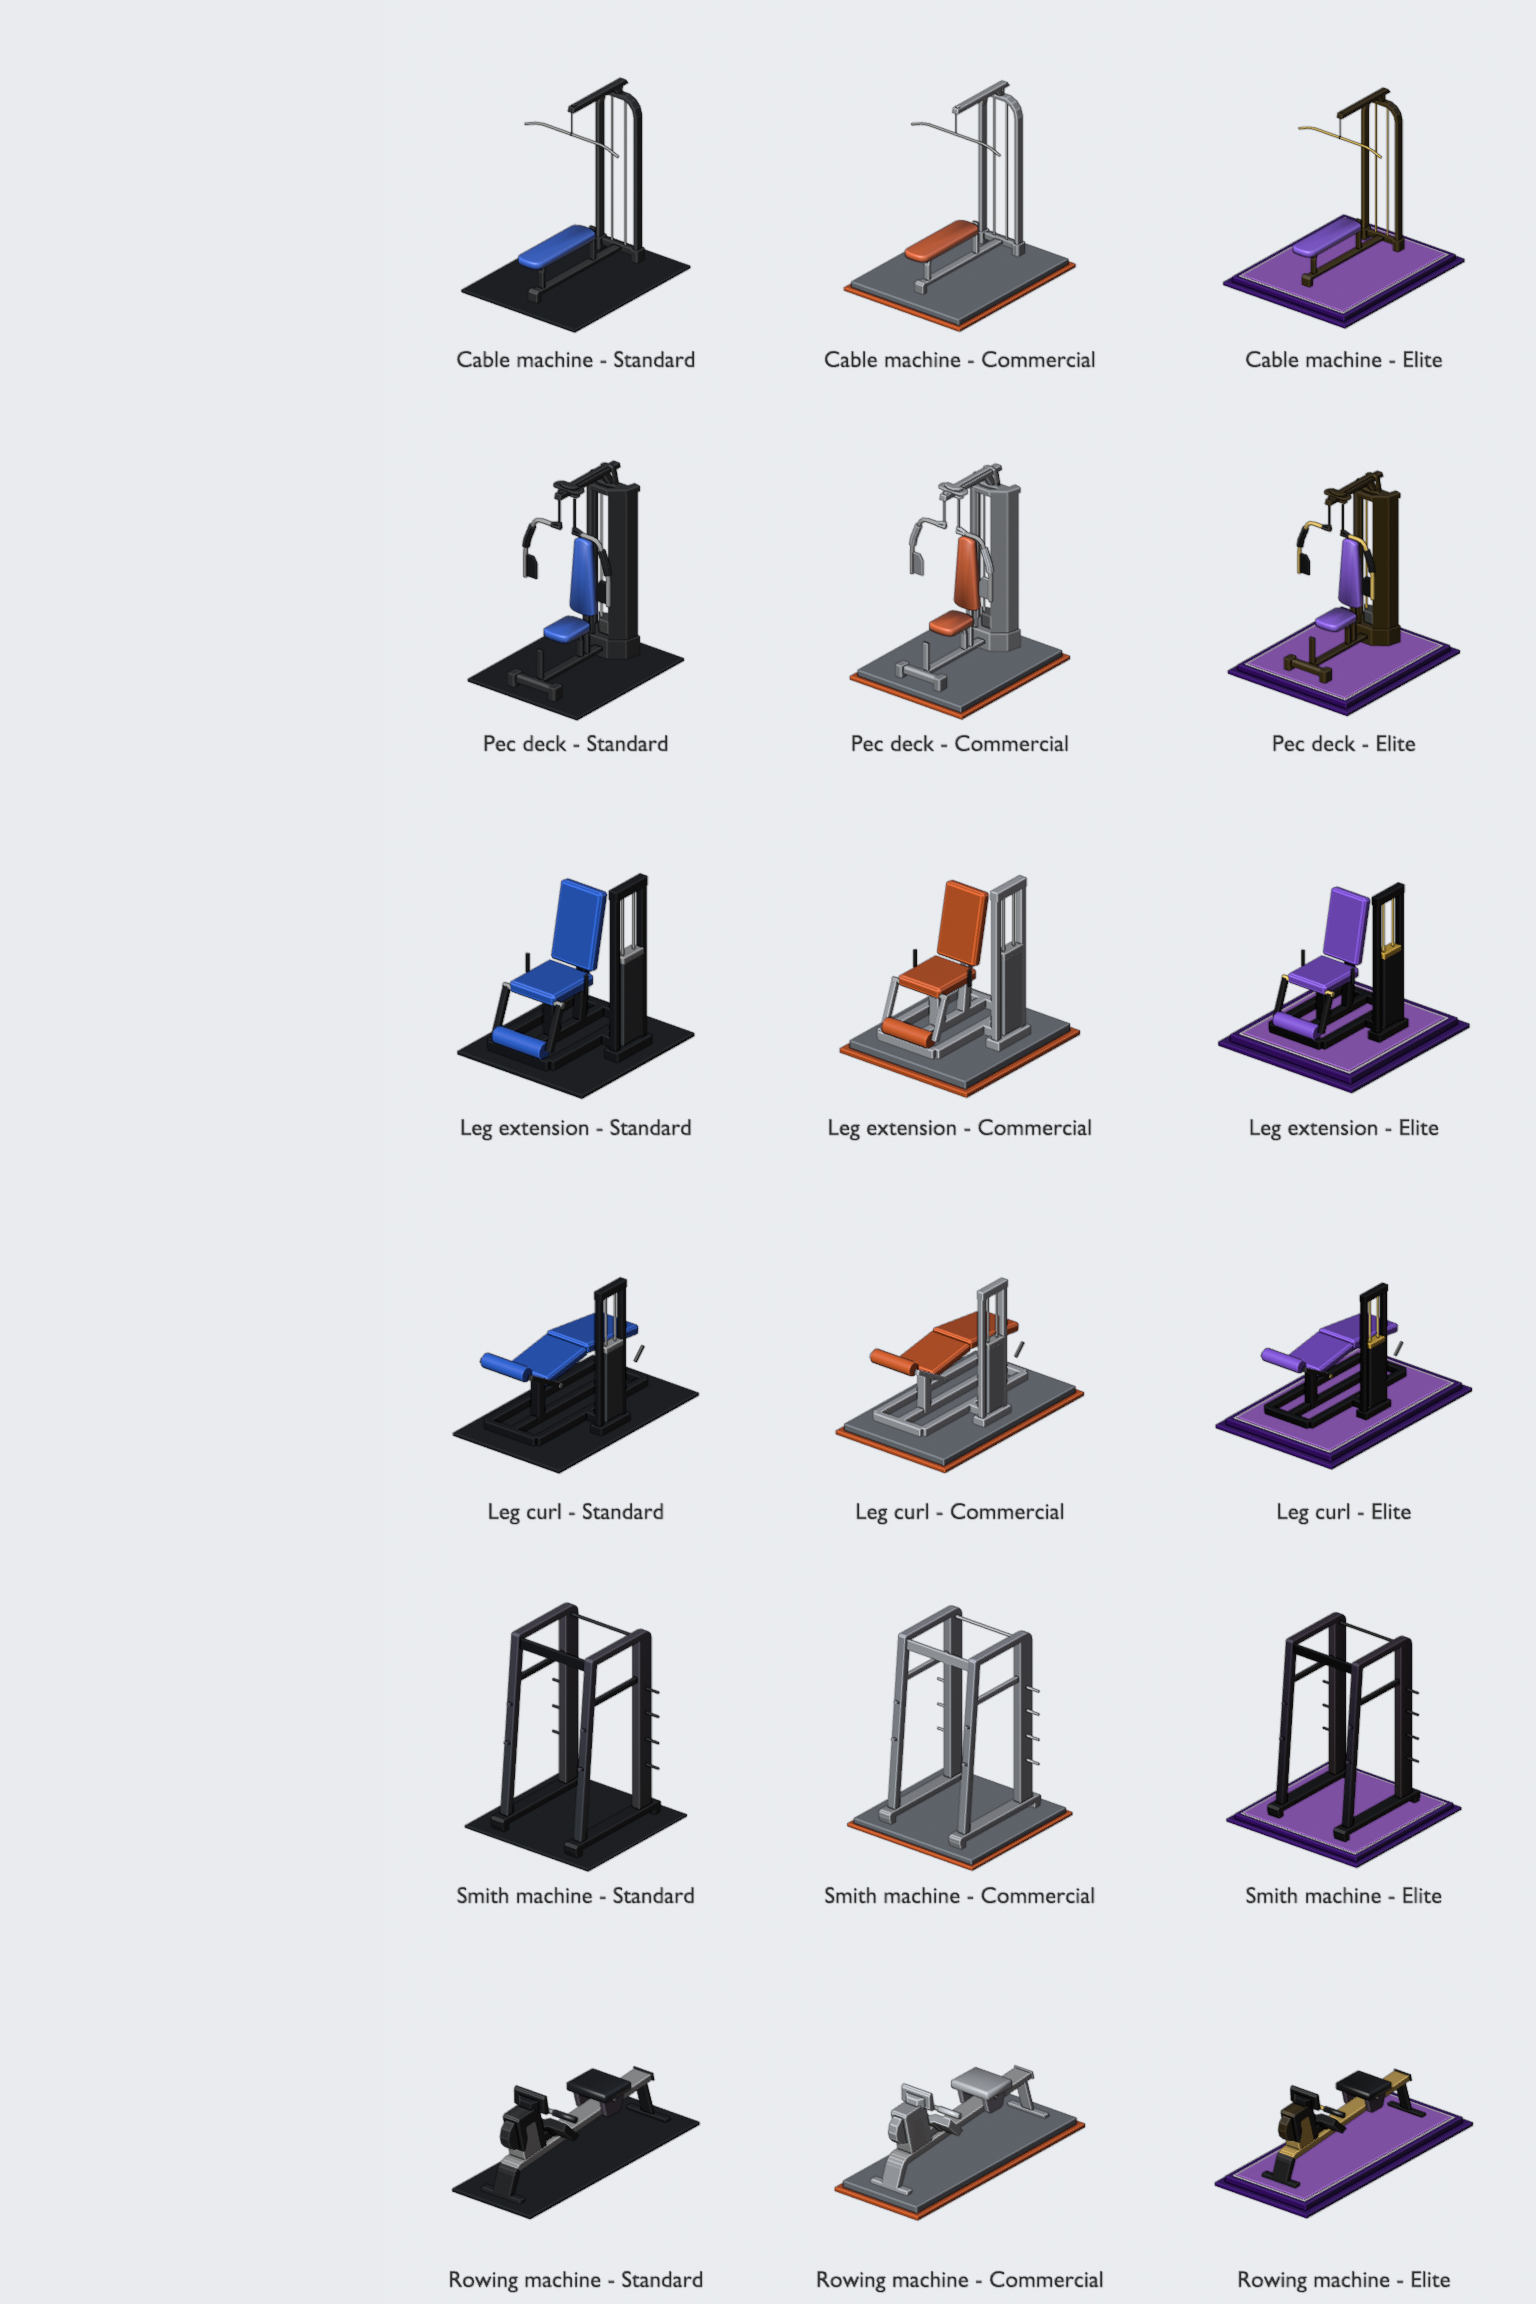 Cable machine - Standard
Cable machine - Commercial
Cable machine - Elite
Pec deck - Standard
Pec deck - Commercial
Pec deck - Elite
Leg extension - Standard
Leg extension - Commercial
Leg extension - Elite
Leg curl - Standard
Leg curl - Commercial
Leg curl - Elite
Smith machine - Standard
Smith machine - Commercial
Smith machine - Elite
Rowing machine - Standard
Rowing machine - Commercial
Rowing machine - Elite